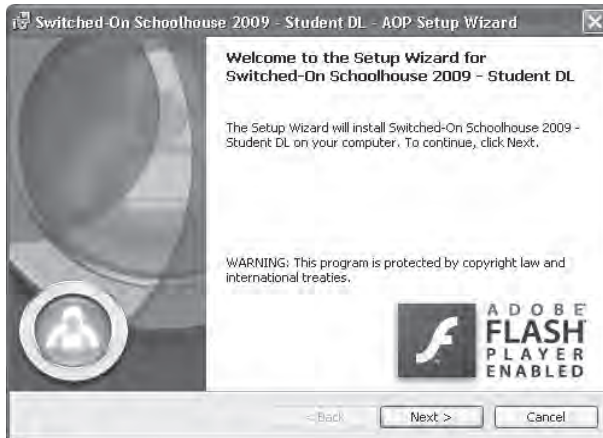 Switched-On Schoolhouse 2009 - Student DL - AOP Setup Wizard
Welcome to the Setup Wizard for
Switched-On Schoolhouse 2009 - Student DL
The Setup Wizard will install Switched-On Schoolhouse 2009 -
Student DL on your computer. To continue, click Next.
WARNING: This program is protected by copyright law and
international treaties.
ADOBE
FLASH
PLAYER
ENABLED
< Back
Next >
Cancel